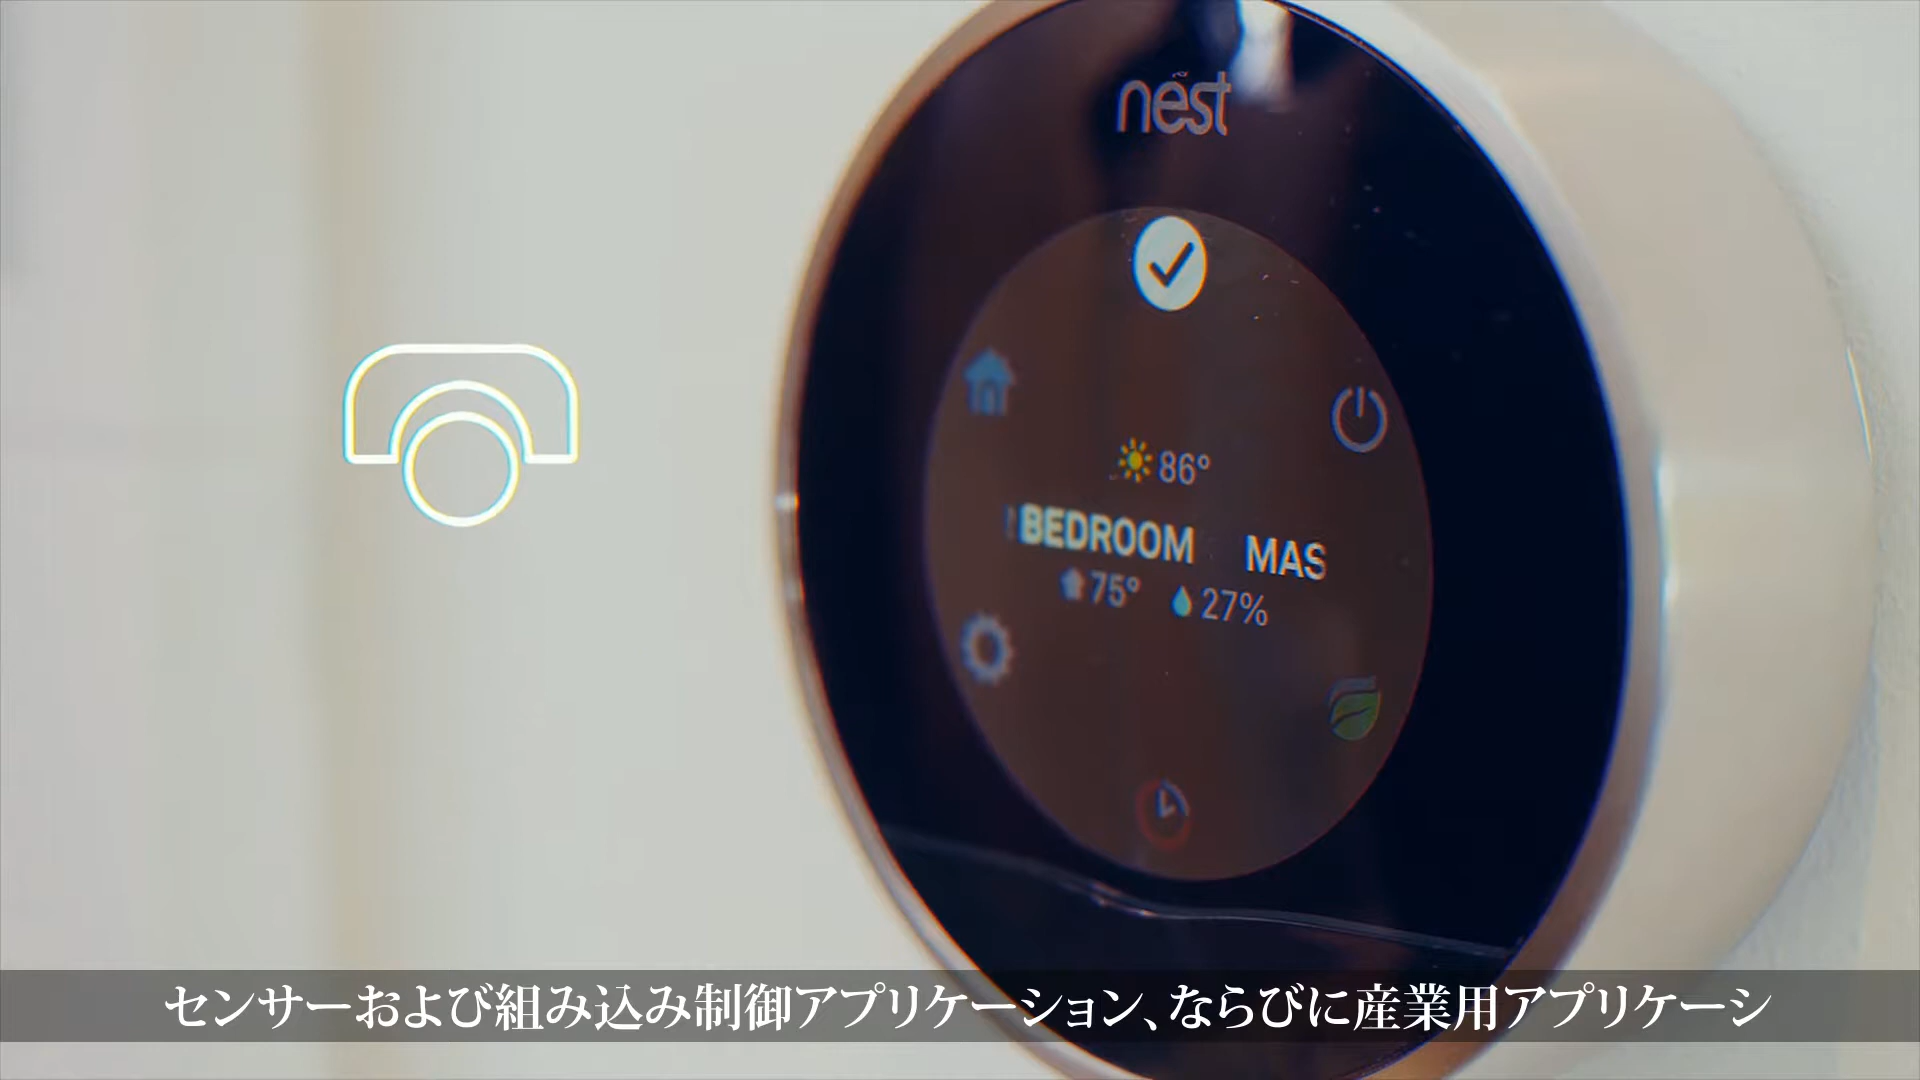 nest
86°
BEDROOM MAS
75° 27%
センサーおよび組み込み制御アプリケーション、ならびに産業用アプリケーシ